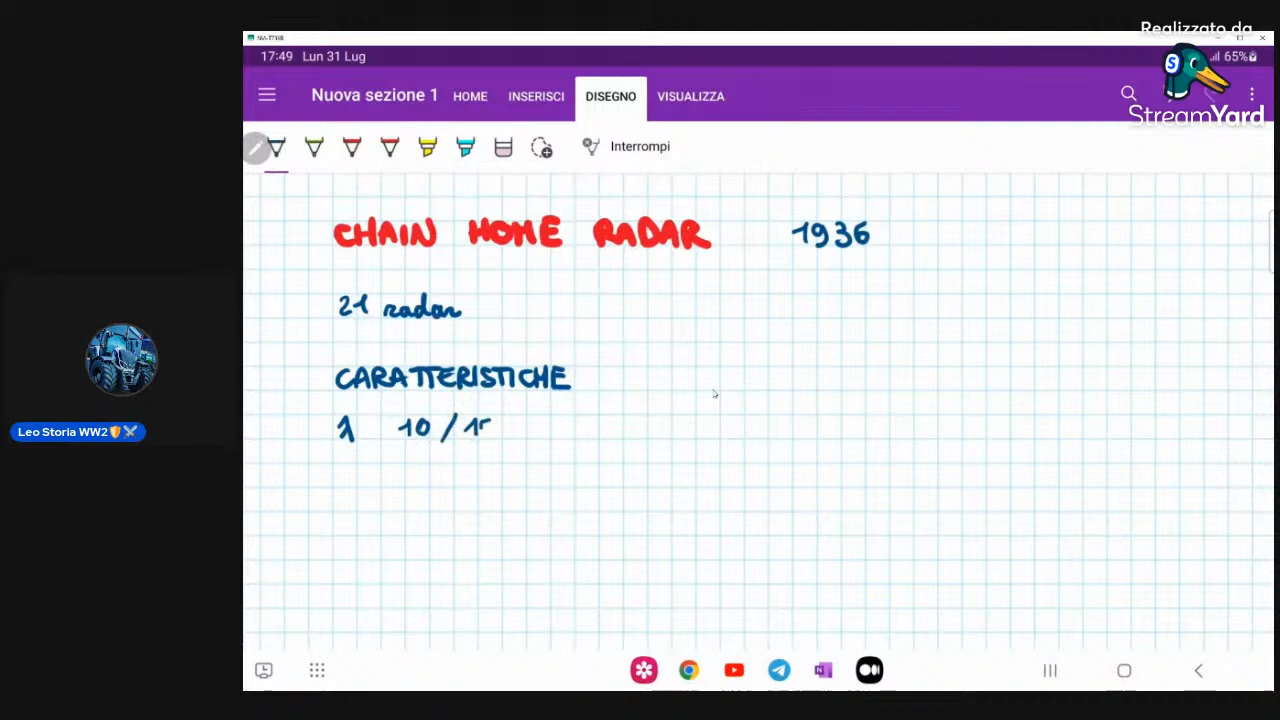 Realizzato da
StreamYard
17:49 Lun 31 Lug
65%
Nuova sezione 1 HOME INSERISCI DISEGNO VISUALIZZA
Interrompi
CHAIN HOME RADAR 1936
21 radar
CARATTERISTICHE
λ 10 / 15
Leo Storia WW2